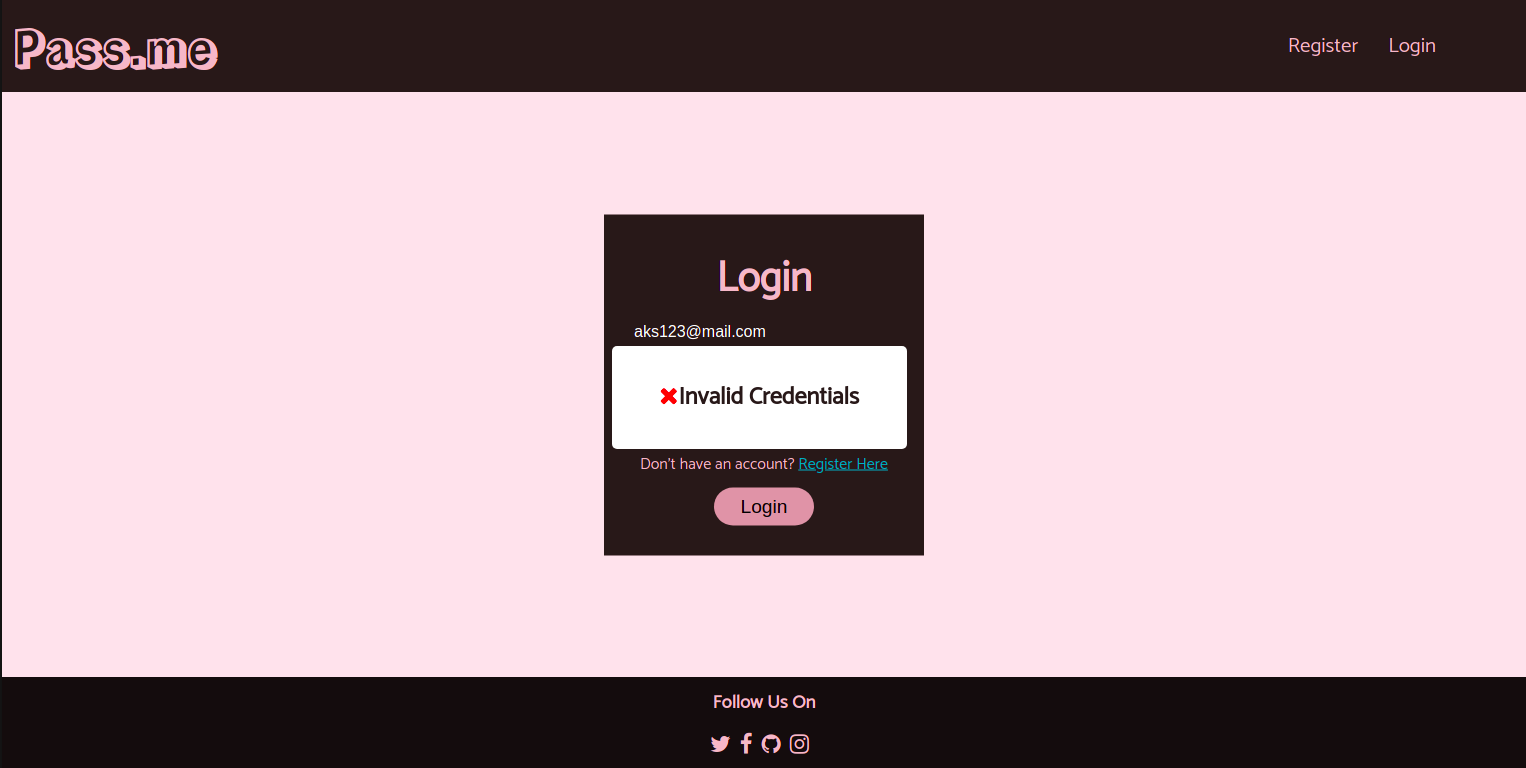 Pass.me
Register Login
Login
aks123@mail.com
Invalid Credentials
Don't have an account? Register Here
Login
Follow Us On